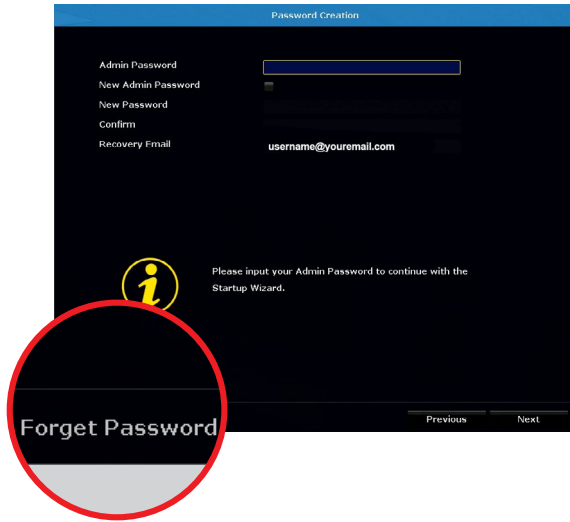 Password Creation
Admin Password
New Admin Password
New Password
Confirm
Recovery Email username@youremail.com
Please input your Admin Password to continue with the
Startup Wizard.
Forget Password
Previous Next